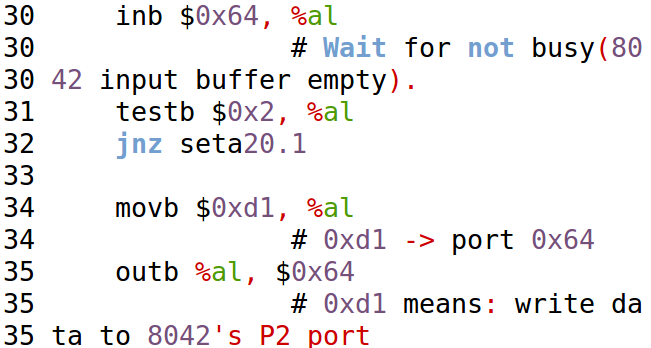 30     inb $0x64, %al
30                # Wait for not busy(80
30 42 input buffer empty).
31     testb $0x2, %al
32     jnz seta20.1
33
34     movb $0xd1, %al
34                # 0xd1 -> port 0x64
35     outb %al, $0x64
35                # 0xd1 means: write da
35 ta to 8042's P2 port